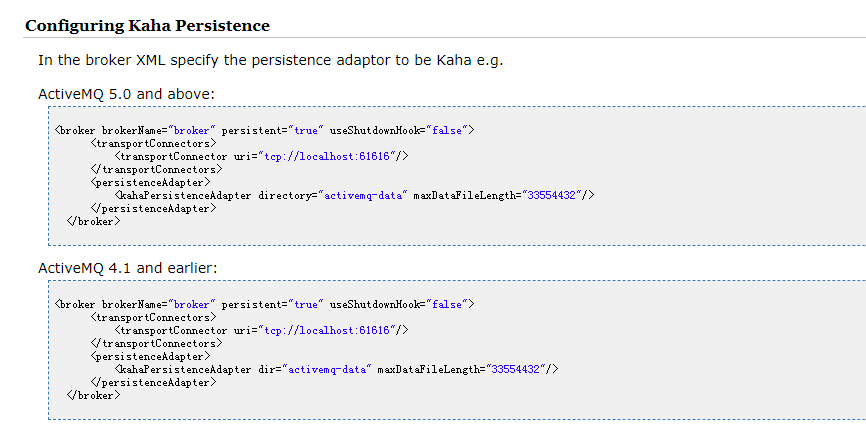 Configuring Kaha Persistence
In the broker XML specify the persistence adaptor to be Kaha e.g.
ActiveMQ 5.0 and above:
<broker brokerName="broker" persistent="true" useShutdownHook="false">
<transportConnectors>
<transportConnector uri="tcp://localhost:61616"/>
</transportConnectors>
<persistenceAdapter>
<kahaPersistenceAdapter directory="activemq-data" maxDataFileLength="33554432"/>
</persistenceAdapter>
</broker>
ActiveMQ 4.1 and earlier:
<broker brokerName="broker" persistent="true" useShutdownHook="false">
<transportConnectors>
<transportConnector uri="tcp://localhost:61616"/>
</transportConnectors>
<persistenceAdapter>
<kahaPersistenceAdapter dir="activemq-data" maxDataFileLength="33554432"/>
</persistenceAdapter>
</broker>